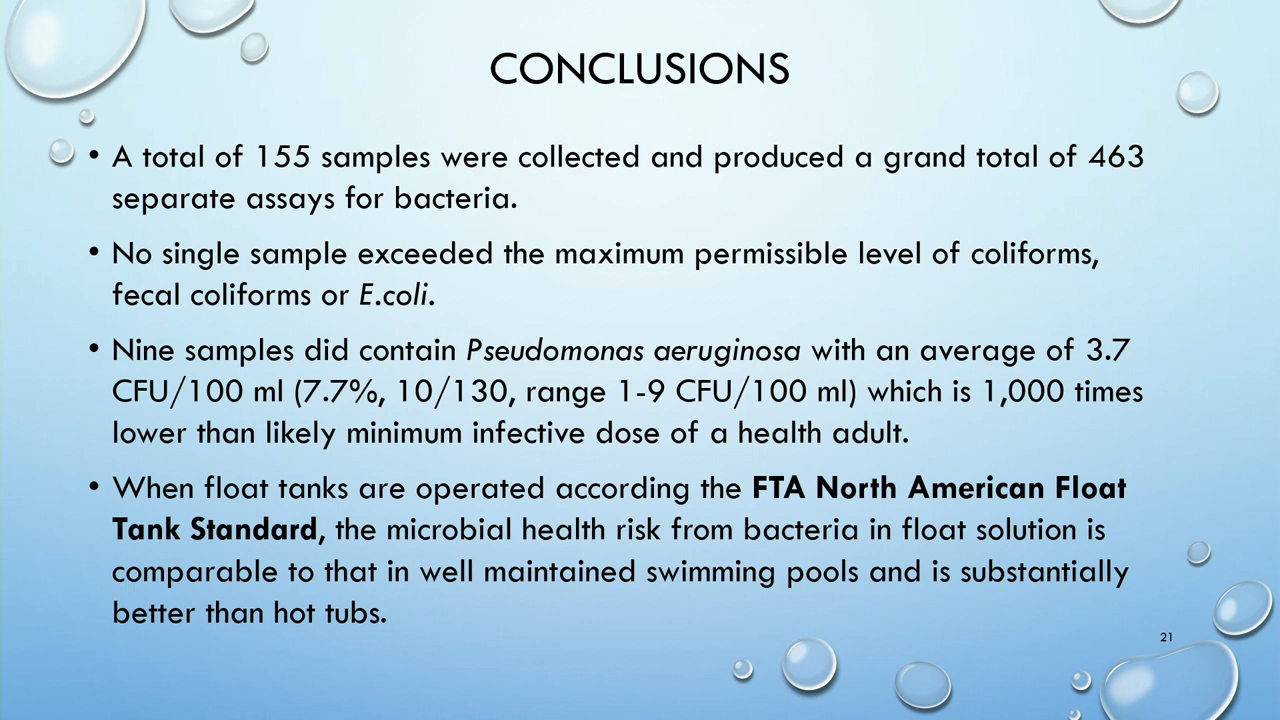 CONCLUSIONS
• A total of 155 samples were collected and produced a grand total of 463
separate assays for bacteria.
• No single sample exceeded the maximum permissible level of coliforms,
fecal coliforms or E.coli.
• Nine samples did contain Pseudomonas aeruginosa with an average of 3.7
CFU/100 ml (7.7%, 10/130, range 1-9 CFU/100 ml) which is 1,000 times
lower than likely minimum infective dose of a health adult.
• When float tanks are operated according the FTA North American Float
Tank Standard, the microbial health risk from bacteria in float solution is
comparable to that in well maintained swimming pools and is substantially
better than hot tubs.
21